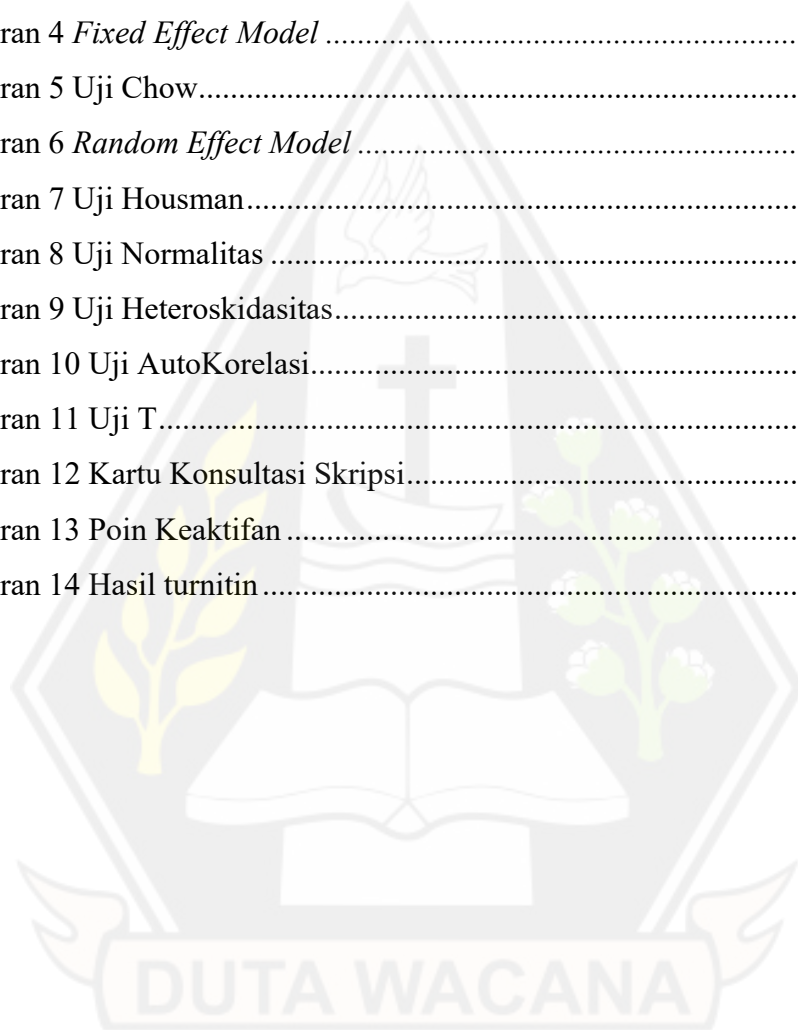 ran 4 Fixed Effect Model ..........................................................
ran 5 Uji Chow...........................................................................
ran 6 Random Effect Model .......................................................
ran 7 Uji Housman.....................................................................
ran 8 Uji Normalitas ..................................................................
ran 9 Uji Heteroskidasitas..........................................................
ran 10 Uji AutoKorelasi.............................................................
ran 11 Uji T................................................................................
ran 12 Kartu Konsultasi Skripsi.................................................
ran 13 Poin Keaktifan ................................................................
ran 14 Hasil turnitin ...................................................................
DUTA WACANA